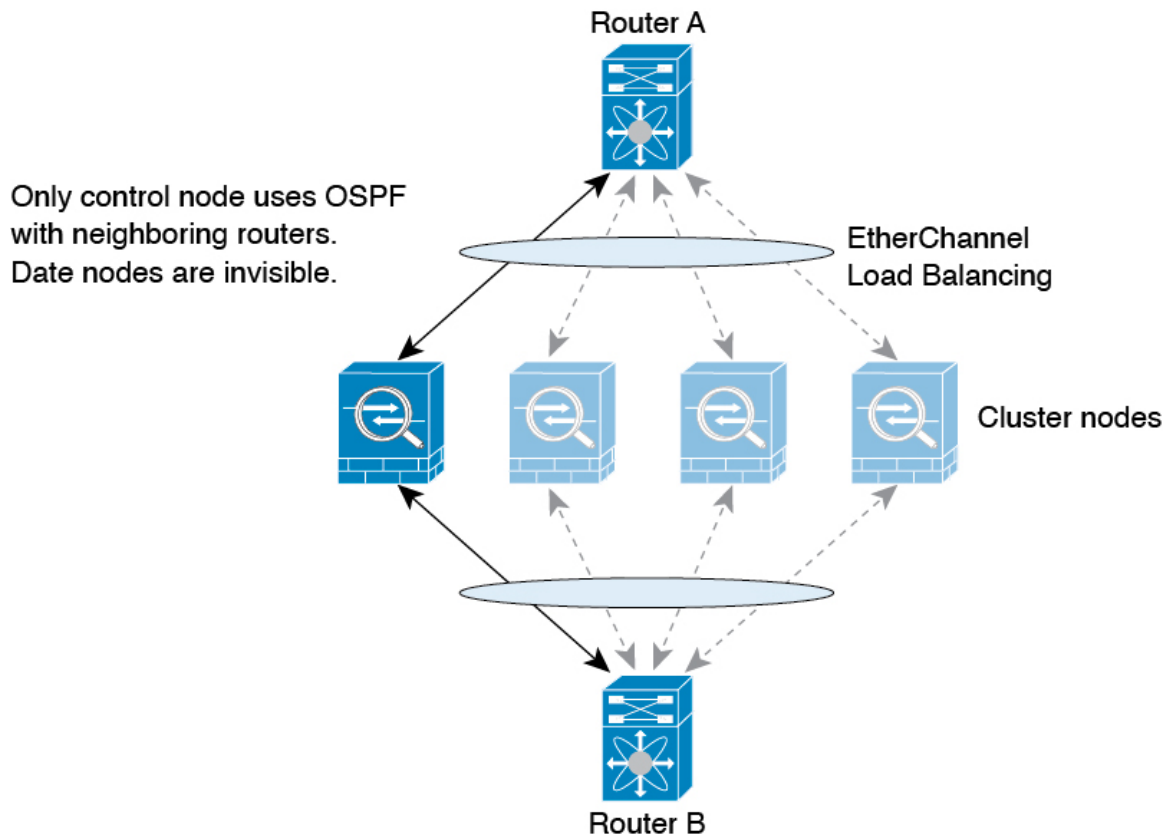 Router A
Only control node uses OSPF
with neighboring routers.
Date nodes are invisible.
EtherChannel
Load Balancing
Cluster nodes
Router B